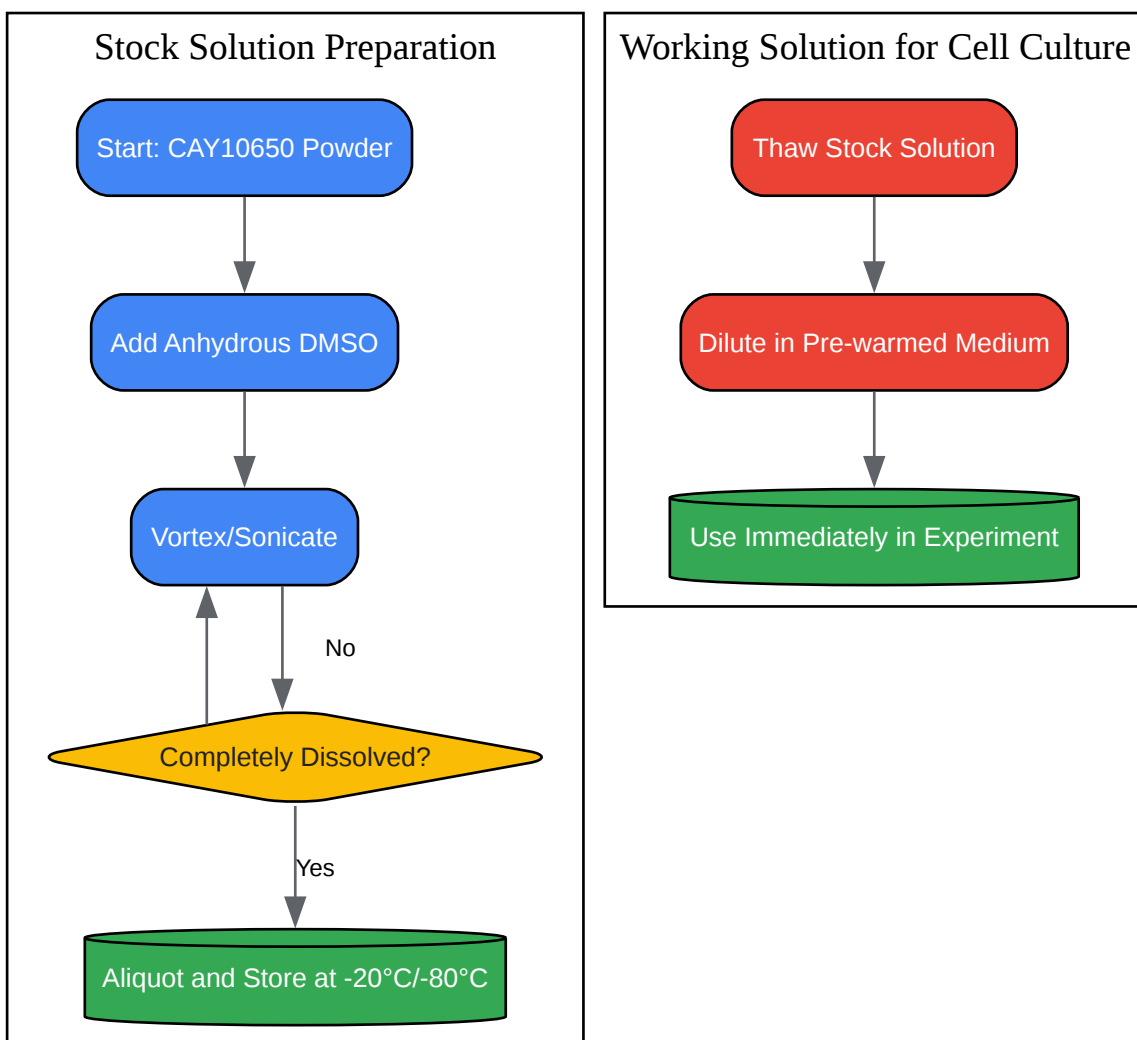 Stock Solution Preparation
Start: CAY10650 Powder
Add Anhydrous DMSO
Vortex/Sonicate
No
Completely Dissolved?
Yes
Aliquot and Store at -20°C/-80°C
Working Solution for Cell Culture
Thaw Stock Solution
Dilute in Pre-warmed Medium
Use Immediately in Experiment